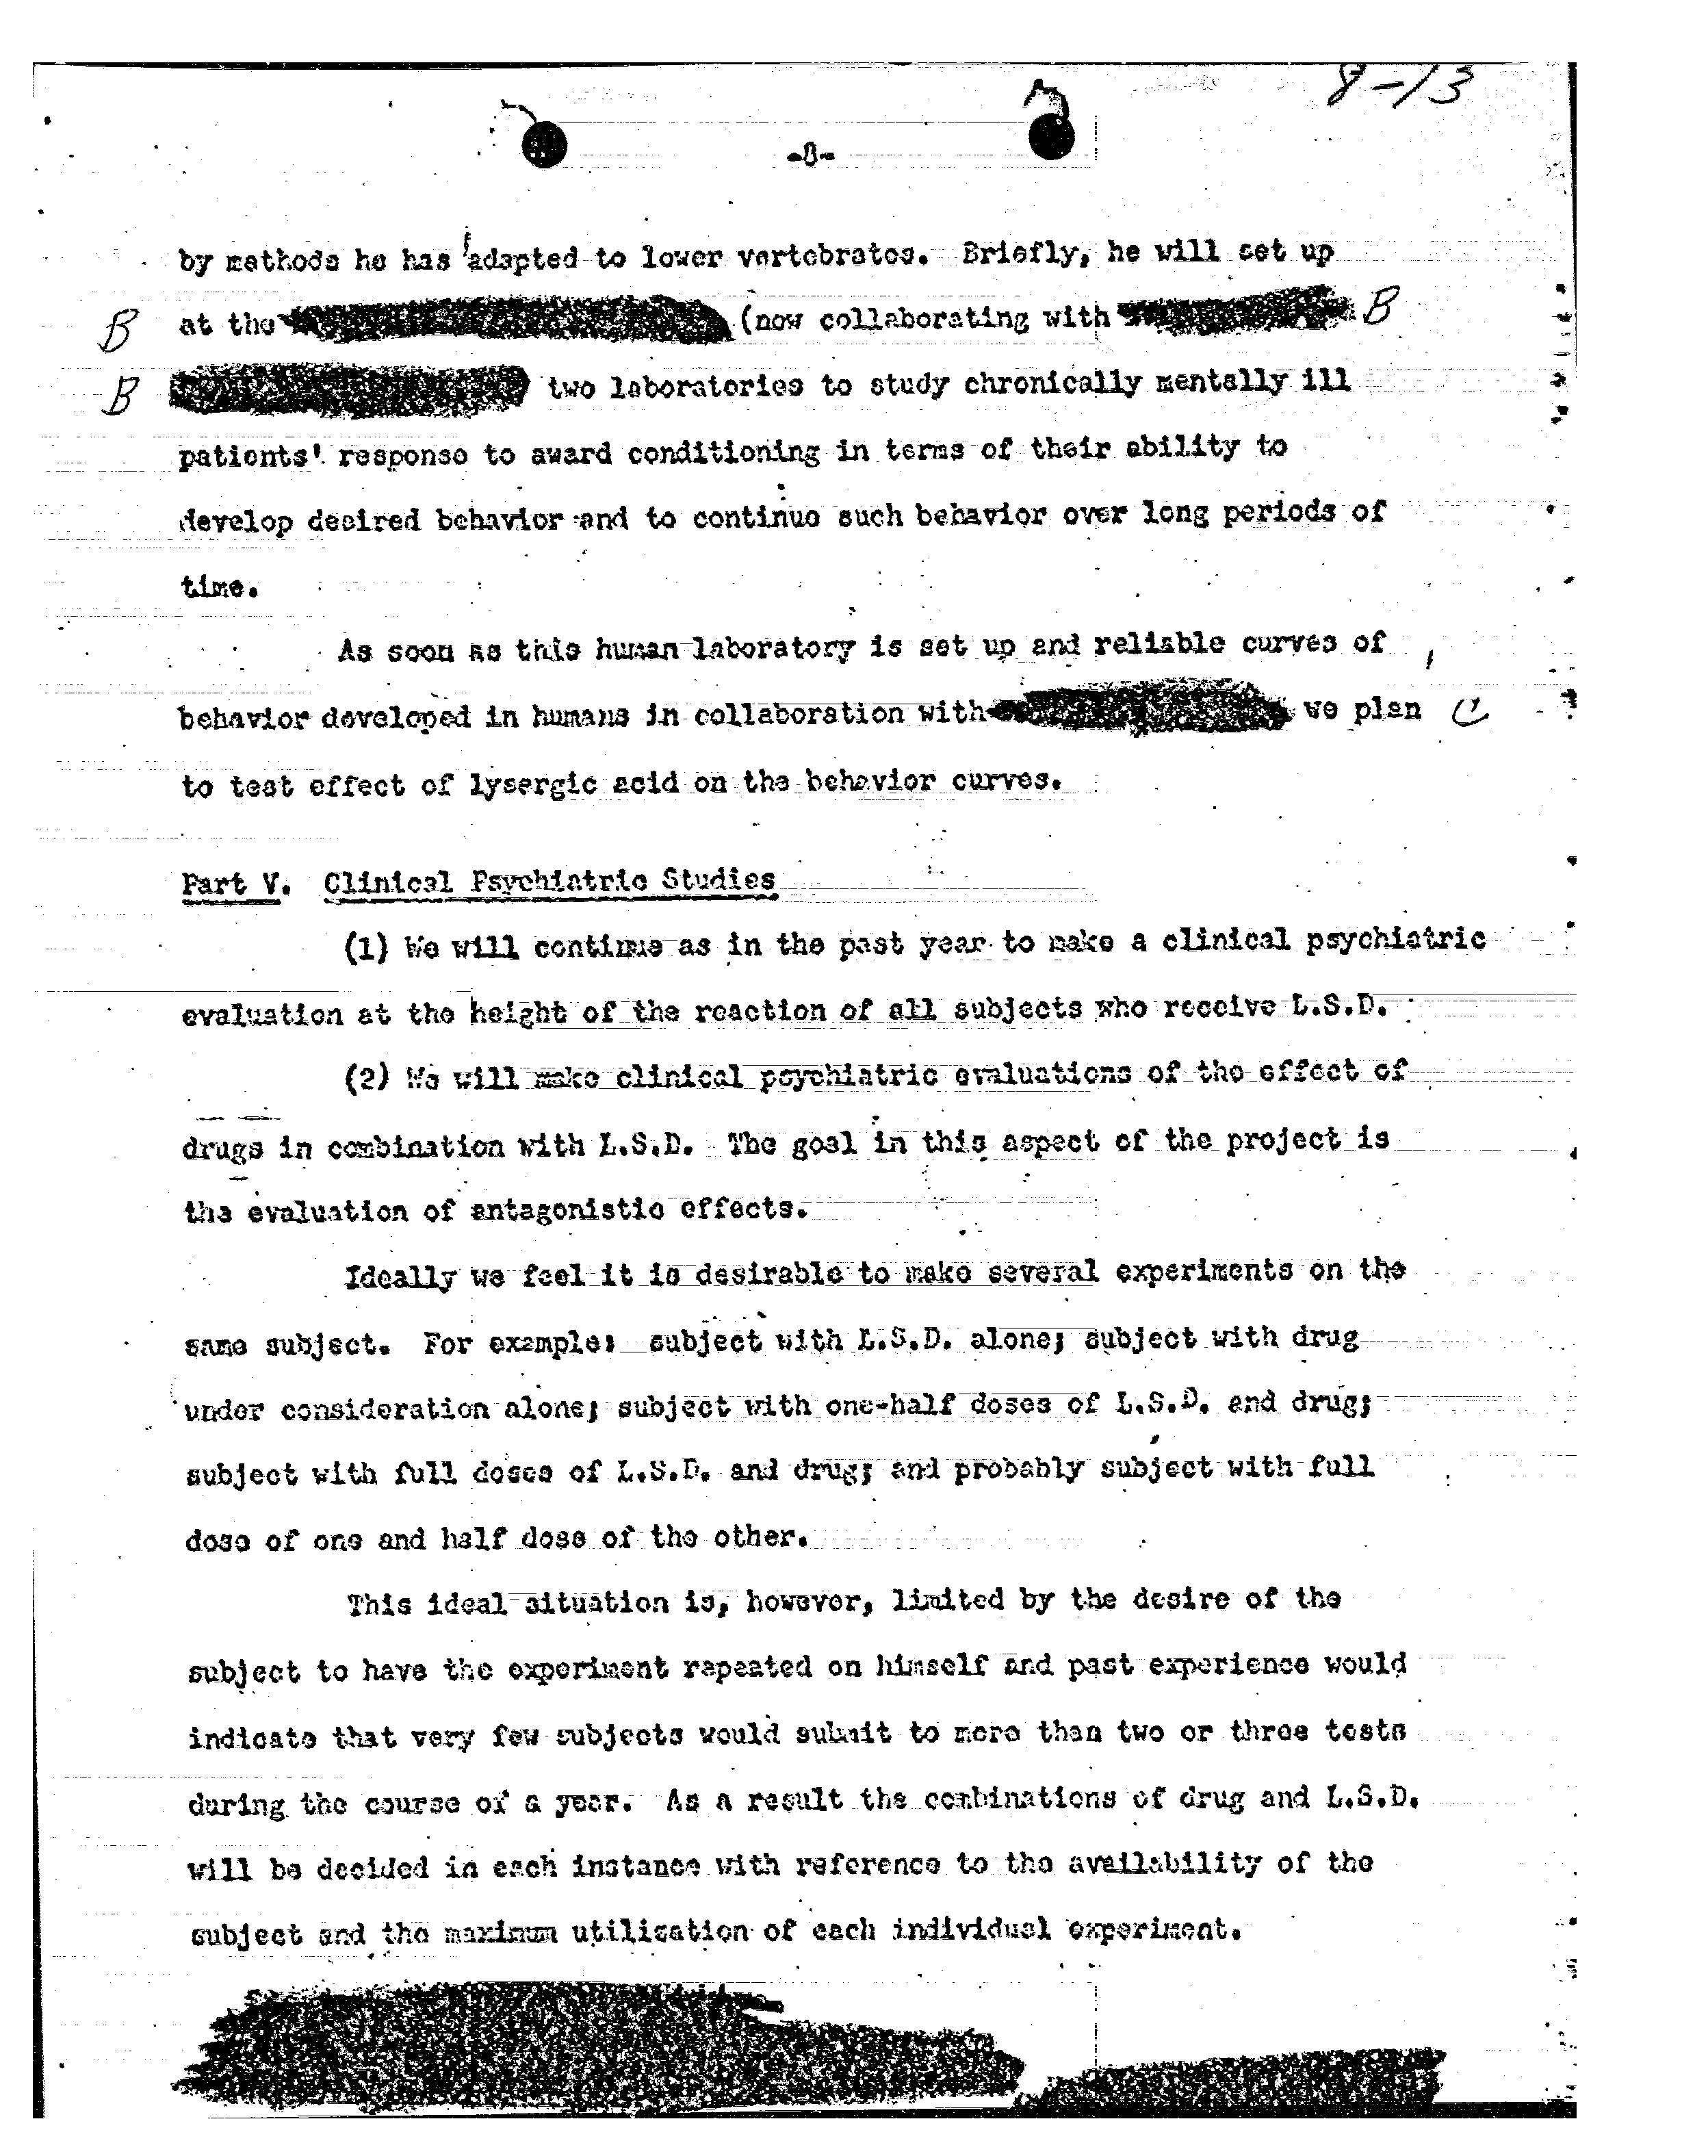 8-13
-8-
by methods he has adapted to lower vertebrates. Briefly, he will set up
B at the (now collaborating with B
B two laboratories to study chronically mentally ill
patients' response to award conditioning in terms of their ability to
develop desired behavior and to continue such behavior over long periods of
time.
As soon as this human laboratory is set up and reliable curves of
behavior developed in humans in collaboration with we plan C
to test effect of lysergic acid on the behavior curves.
Part V. Clinical Psychiatric Studies
(1) We will continue as in the past year to make a clinical psychiatric
evaluation at the height of the reaction of all subjects who receive L.S.D.
(2) We will make clinical psychiatric evaluations of the effect of
drugs in combination with L.S.D. The goal in this aspect of the project is
the evaluation of antagonistic effects.
Ideally we feel it is desirable to make several experiments on the
same subject. For example: subject with L.S.D. alone; subject with drug
under consideration alone; subject with one-half doses of L.S.D. and drug;
subject with full doses of L.S.D. and drug; and probably subject with full
dose of one and half dose of the other.
This ideal situation is, however, limited by the desire of the
subject to have the experiment repeated on himself and past experience would
indicate that very few subjects would submit to more than two or three tests
during the course of a year. As a result the combinations of drug and L.S.D.
will be decided in each instance with reference to the availability of the
subject and the maximum utilization of each individual experiment.